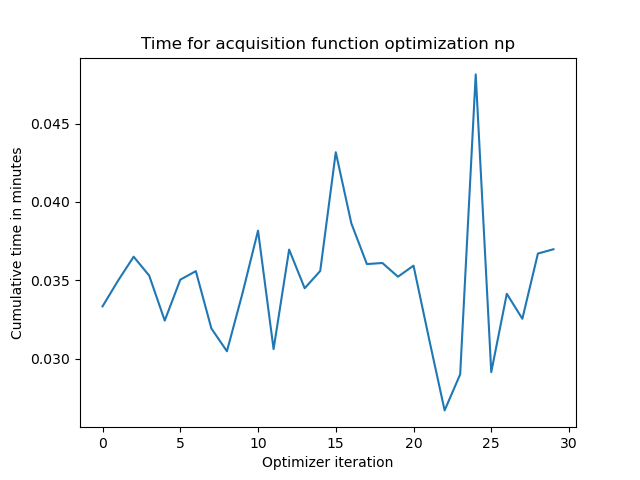 Time for acquisition function optimization np
Cumulative time in minutes
0.045
0.040
0.035
0.030
0 5 10 15 20 25 30
Optimizer iteration